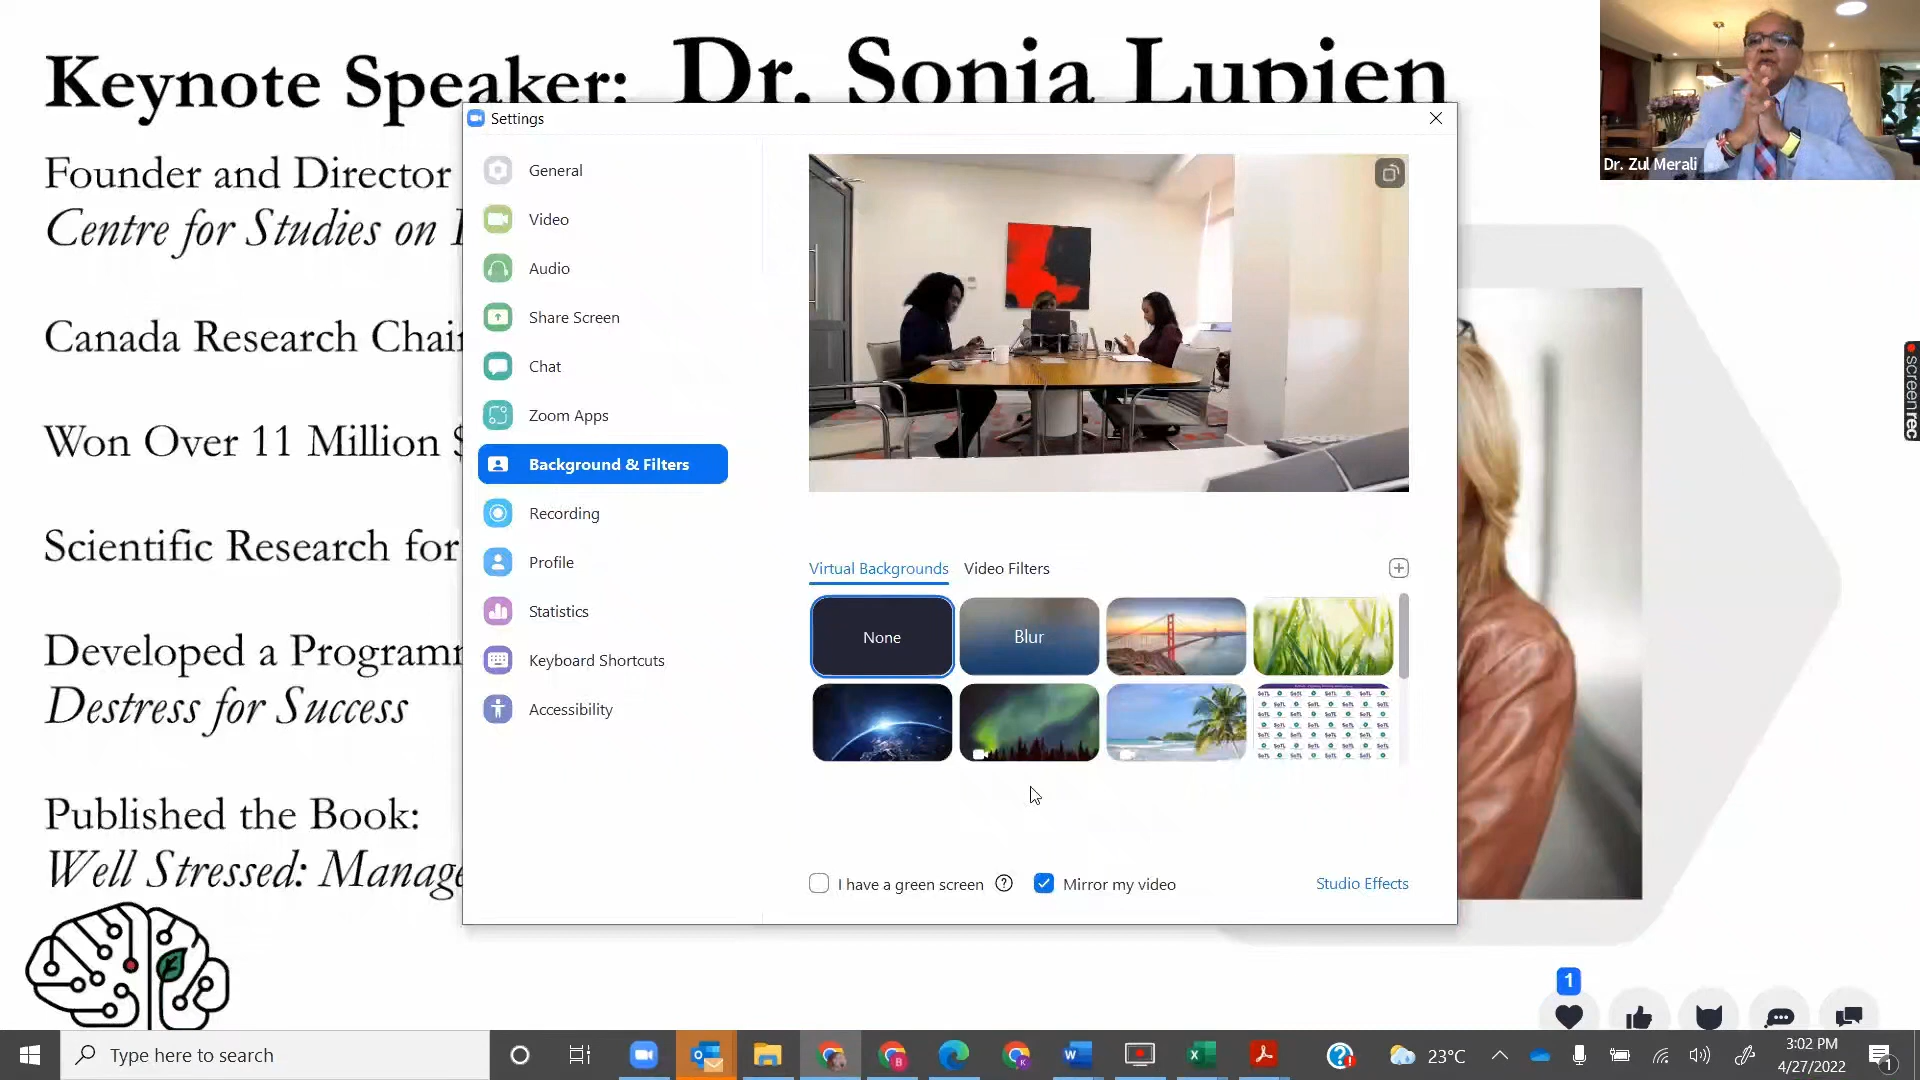 Keynote Speaker: Dr. Sonia Lupien
Founder and Director
Centre for Studies on
Canada Research Chair
Won Over 11 Million $
Scientific Research for
Developed a Programm
Destress for Success
Published the Book:
Well Stressed: Manage
Settings
General
Video
Audio
Share Screen
Chat
Zoom Apps
Background & Filters
Recording
Profile
Statistics
Keyboard Shortcuts
Accessibility
Virtual Backgrounds
Video Filters
None
Blur
I have a green screen
Mirror my video
Studio Effects
Dr. Zul Merali
screenrec
1
Type here to search
23°C
3:02 PM
4/27/2022
1